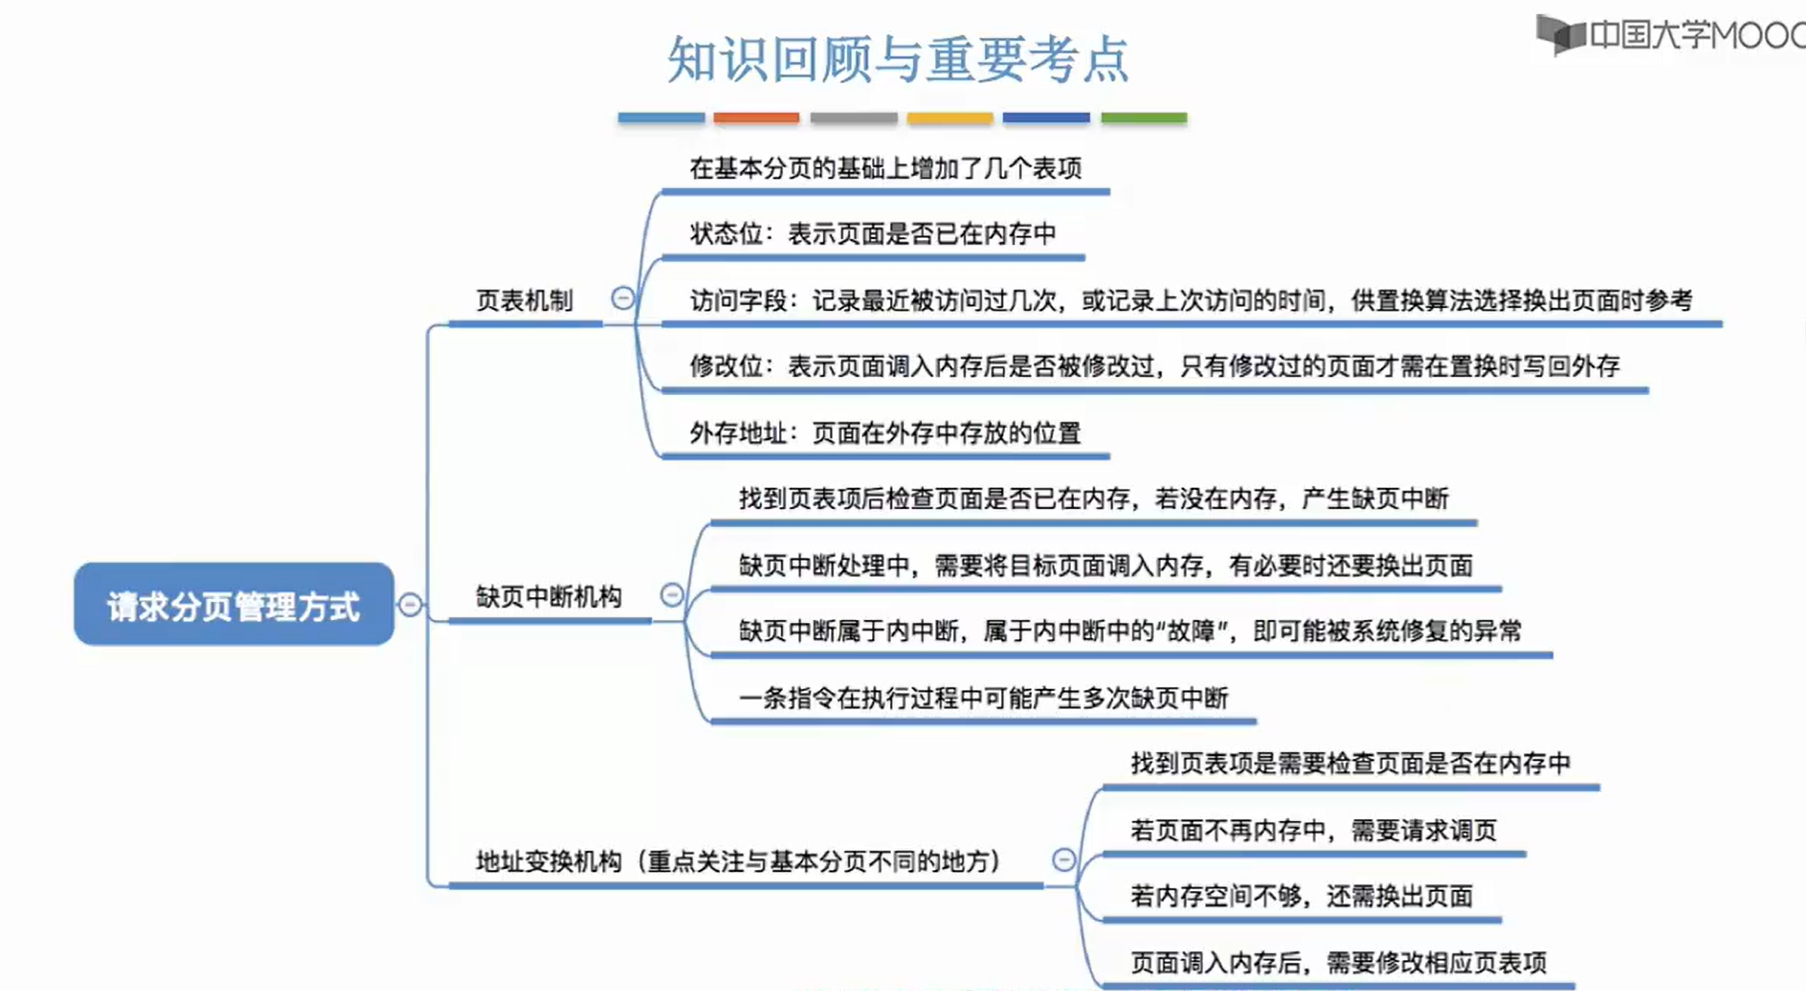 知识回顾与重要考点
中国大学MOOC
在基本分页的基础上增加了几个表项
状态位：表示页面是否已在内存中
页表机制
访问字段：记录最近被访问过几次，或记录上次访问的时间，供置换算法选择换出页面时参考
修改位：表示页面调入内存后是否被修改过，只有修改过的页面才需在置换时写回外存
外存地址：页面在外存中存放的位置
请求分页管理方式
找到页表项后检查页面是否已在内存，若没在内存，产生缺页中断
缺页中断机构
缺页中断处理中，需要将目标页面调入内存，有必要时还要换出页面
缺页中断属于内中断，属于内中断中的“故障”，即可能被系统修复的异常
一条指令在执行过程中可能产生多次缺页中断
地址变换机构（重点关注与基本分页不同的地方）
找到页表项是需要检查页面是否在内存中
若页面不再内存中，需要请求调页
若内存空间不够，还需换出页面
页面调入内存后，需要修改相应页表项